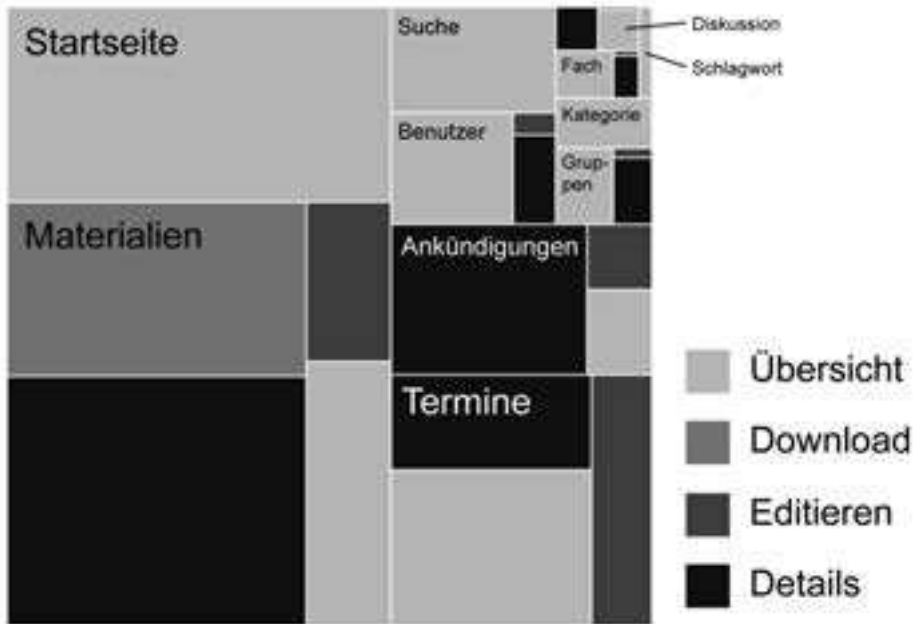 Startseite
Suche
Diskussion
Fach
Schlagwort
Benutzer
Kategorie
Grup-
pen
Materialien
Ankündigungen
Termine
Übersicht
Download
Editieren
Details